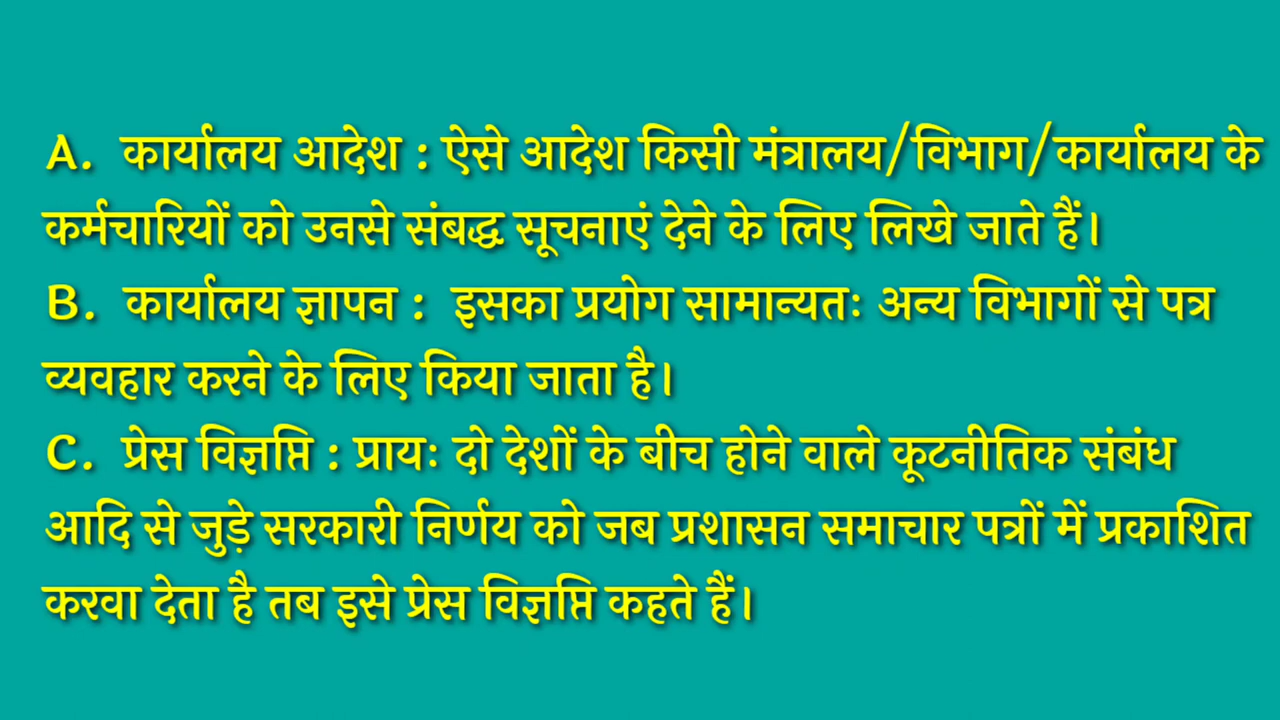 A. कार्यालय आदेश : ऐसे आदेश किसी मंत्रालय/विभाग/कार्यालय के
कर्मचारियों को उनसे संबद्ध सूचनाएं देने के लिए लिखे जाते हैं।
B. कार्यालय ज्ञापन : इसका प्रयोग सामान्यतः अन्य विभागों से पत्र
व्यवहार करने के लिए किया जाता है।
C. प्रेस विज्ञप्ति : प्रायः दो देशों के बीच होने वाले कूटनीतिक संबंध
आदि से जुड़े सरकारी निर्णय को जब प्रशासन समाचार पत्रों में प्रकाशित
करवा देता है तब इसे प्रेस विज्ञप्ति कहते हैं।